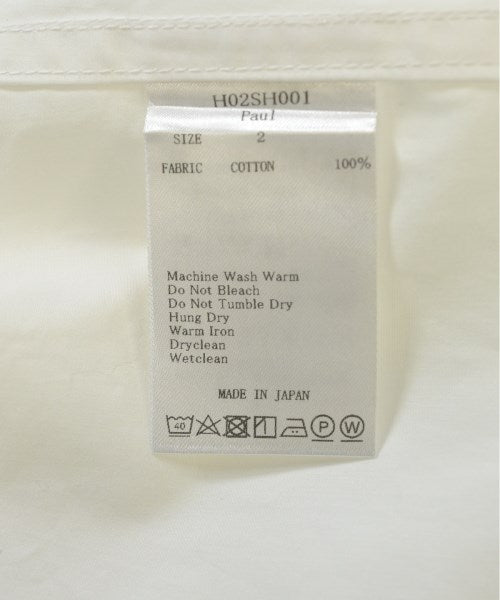 H02SH001
Paul
SIZE 2
FABRIC COTTON 100%
Machine Wash Warm
Do Not Bleach
Do Not Tumble Dry
Hung Dry
Warm Iron
Dryclean
Wetclean
MADE IN JAPAN
40 P W